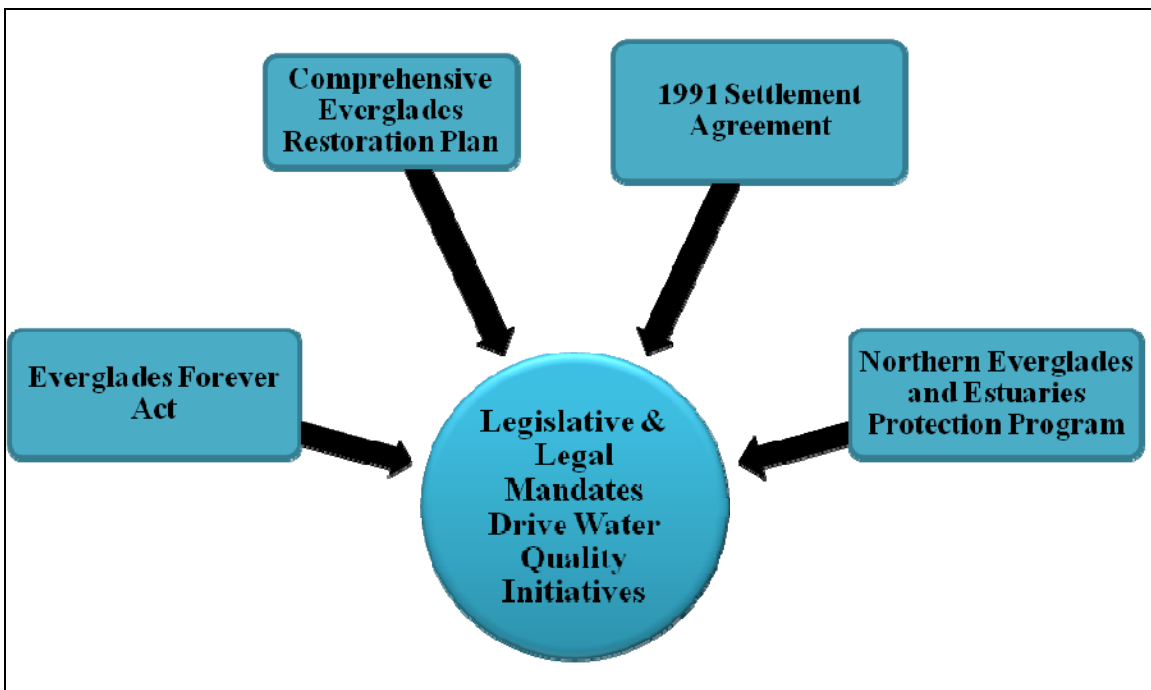 Comprehensive
Everglades
Restoration Plan
1991 Settlement
Agreement
Everglades Forever
Act
Northern Everglades
and Estuaries
Protection Program
Legislative &
Legal
Mandates
Drive Water
Quality
Initiatives